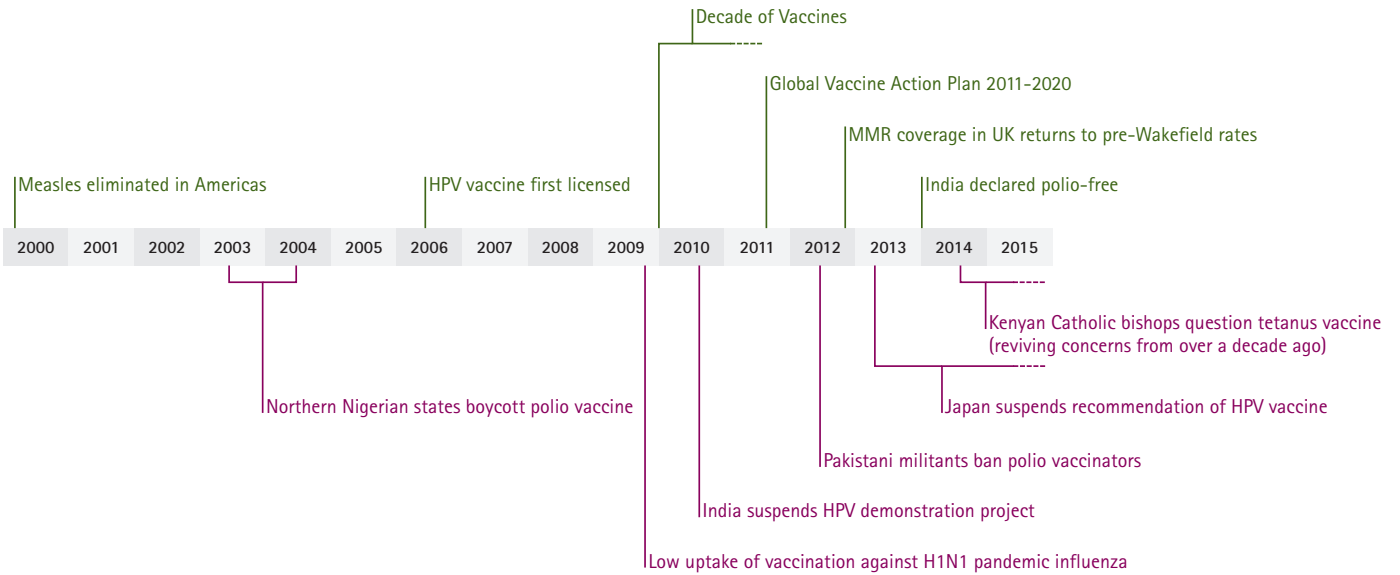 Decade of Vaccines
Global Vaccine Action Plan 2011-2020
MMR coverage in UK returns to pre-Wakefield rates
Measles eliminated in Americas
HPV vaccine first licensed
India declared polio-free
2000 2001 2002 2003 2004 2005 2006 2007 2008 2009 2010 2011 2012 2013 2014 2015
Kenyan Catholic bishops question tetanus vaccine
(reviving concerns from over a decade ago)
Northern Nigerian states boycott polio vaccine
Japan suspends recommendation of HPV vaccine
Pakistani militants ban polio vaccinators
India suspends HPV demonstration project
Low uptake of vaccination against H1N1 pandemic influenza